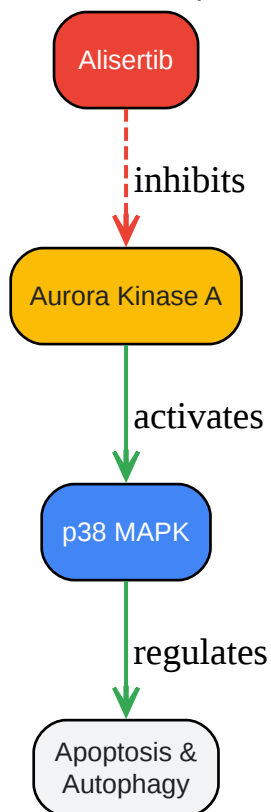 Alisertib
inhibits
Aurora Kinase A
activates
p38 MAPK
regulates
Apoptosis &
Autophagy